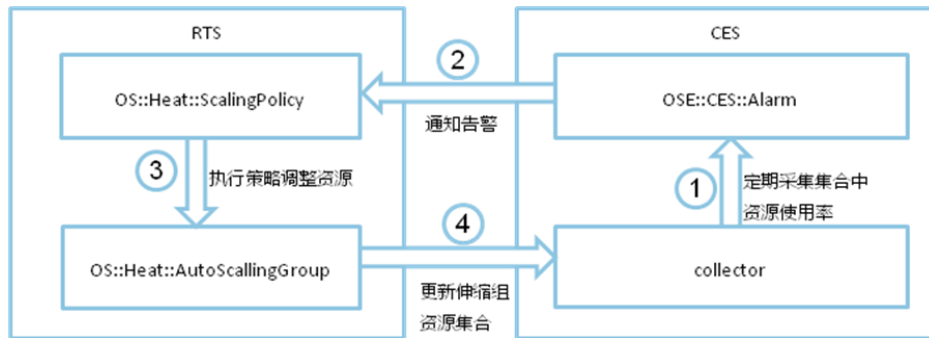 RTS
CES
OS::Heat::ScalingPolicy
2
通知告警
OSE::CES::Alarm
3
执行策略调整资源
1
定期采集集合中
资源使用率
OS::Heat::AutoScallingGroup
4
更新伸缩组
资源集合
collector